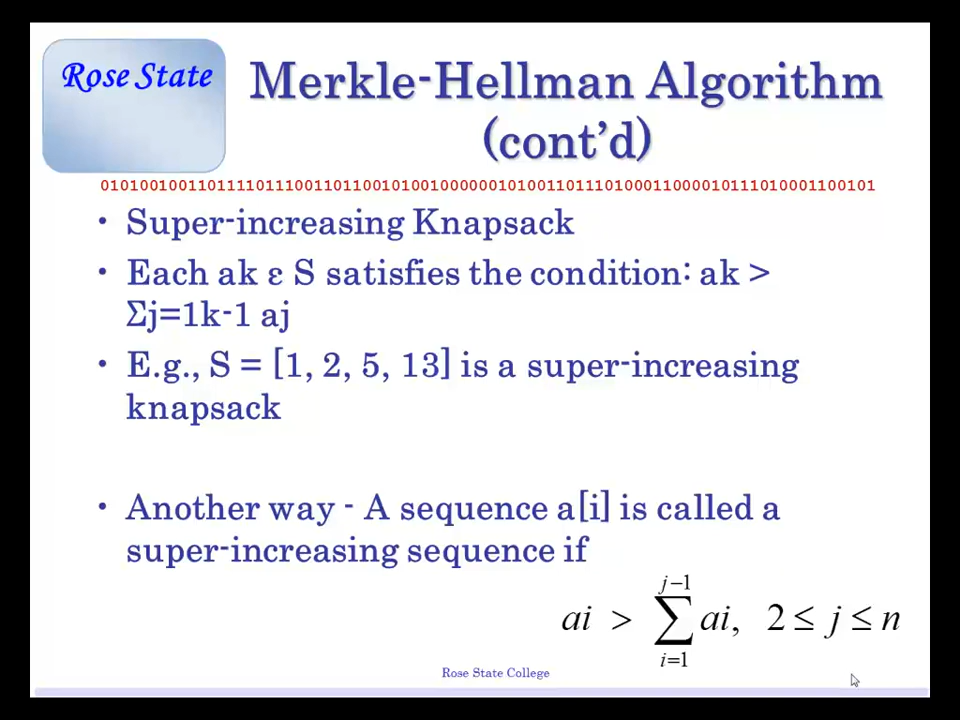 Rose State
Merkle-Hellman Algorithm
(cont’d)
01010010011011110111001101100101001000000101001101110100011000010111010001100101
• Super-increasing Knapsack
• Each ak ε S satisfies the condition: ak >
Σj=1k-1 aj
• E.g., S = [1, 2, 5, 13] is a super-increasing
knapsack
• Another way - A sequence a[i] is called a
super-increasing sequence if
j−1
ai > ∑ ai, 2 ≤ j ≤ n
i=1
Rose State College